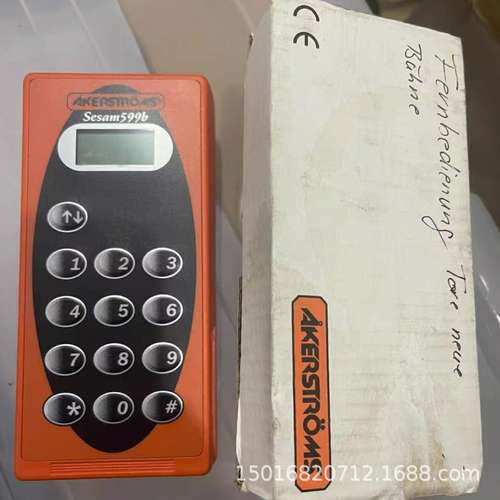 ÅKERSTRÖMS
Sesam599b
↑↓
1 2 3
4 5 6
7 8 9
* 0 #
CE
Fernbedienung Tore neue
Bühne
ÅKERSTRÖMS
15016820712.1688.com